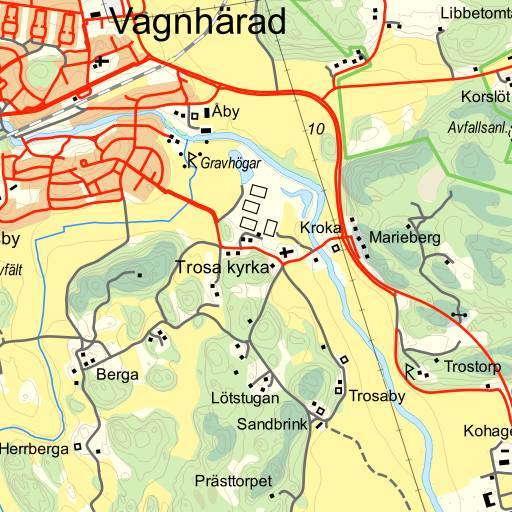 Libbetomta
Vagnhärad
Korslöt
Åby
10
Avfallsanl.
Gravhögar
R
Kroka
Marieberg
by
fält
Trosa kyrka
Trostorp
Berga
R
Lötstugan
Trosaby
Sandbrink
Kohage
Herrberga
Prästtorpet